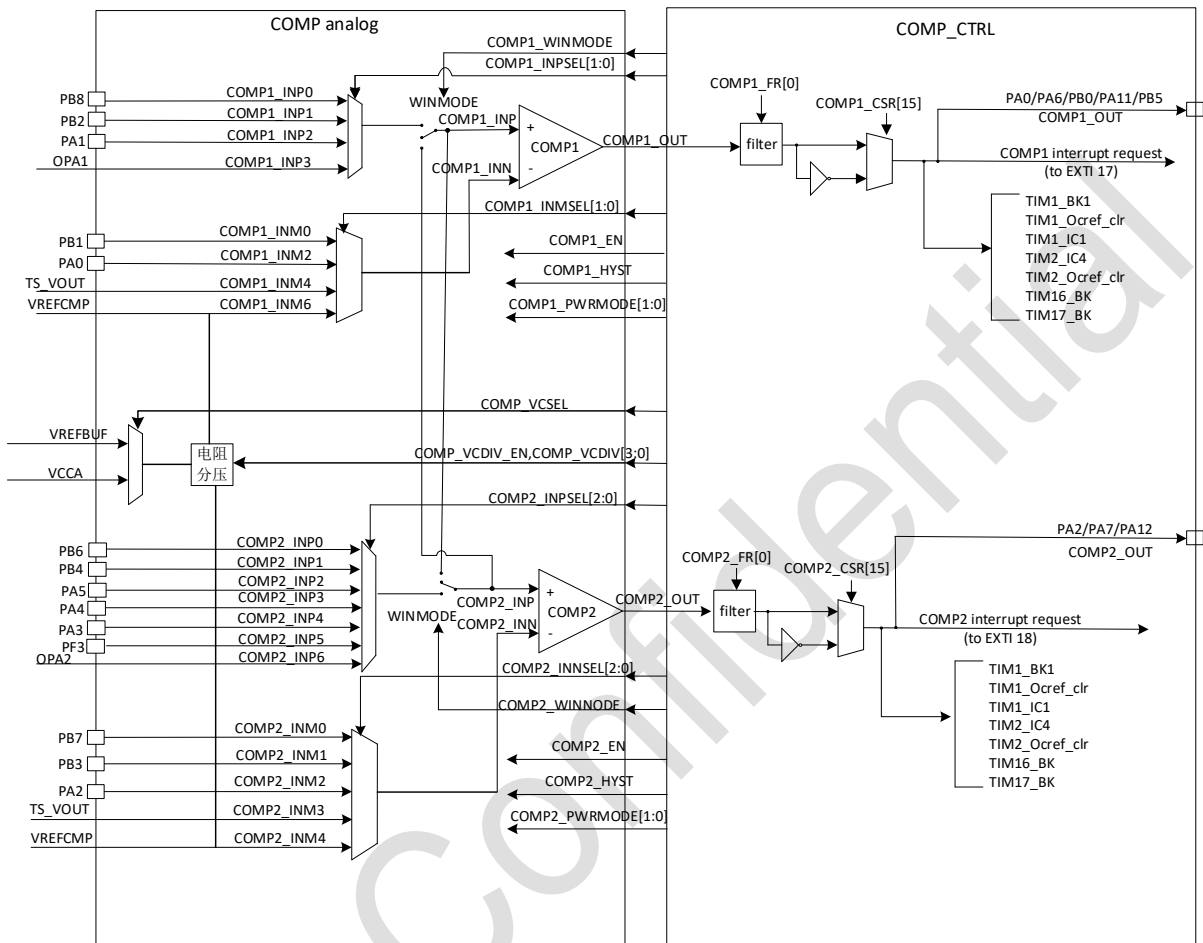 COMP analog
COMP_CTRL
COMP1_WINMODE
COMP1_INPSEL[1:0]
PB8
COMP1_INP0
PB2
COMP1_INP1
PA1
COMP1_INP2
OPA1
COMP1_INP3
WINMODE
COMP1_INP
+
COMP1
-
COMP1_INN
COMP1_OUT
COMP1_FR[0]
filter
COMP1_CSR[15]
PA0/PA6/PB0/PA11/PB5
COMP1_OUT
COMP1 interrupt request
(to EXTI 17)
TIM1_BK1
TIM1_Ocref_clr
TIM1_IC1
TIM2_IC4
TIM2_Ocref_clr
TIM16_BK
TIM17_BK
COMP1_INMSEL[1:0]
PB1
COMP1_INM0
PA0
COMP1_INM2
TS_VOUT
COMP1_INM4
VREFCMP
COMP1_INM6
COMP1_EN
COMP1_HYST
COMP1_PWRMODE[1:0]
COMP_VCSEL
VREFBUF
VCCA
电阻
分压
COMP_VCDIV_EN,COMP_VCDIV[3:0]
COMP2_INPSEL[2:0]
PB6
COMP2_INP0
PB4
COMP2_INP1
PA5
COMP2_INP2
PA4
COMP2_INP3
PA3
COMP2_INP4
PF3
COMP2_INP5
OPA2
COMP2_INP6
WINMODE
COMP2_INP
COMP2_INN
+
COMP2
-
COMP2_OUT
COMP2_FR[0]
filter
COMP2_CSR[15]
PA2/PA7/PA12
COMP2_OUT
COMP2 interrupt request
(to EXTI 18)
TIM1_BK1
TIM1_Ocref_clr
TIM1_IC1
TIM2_IC4
TIM2_Ocref_clr
TIM16_BK
TIM17_BK
COMP2_INNSEL[2:0]
COMP2_WINNODE
PB7
COMP2_INM0
PB3
COMP2_INM1
PA2
COMP2_INM2
TS_VOUT
COMP2_INM3
VREFCMP
COMP2_INM4
COMP2_EN
COMP2_HYST
COMP2_PWRMODE[1:0]
Confidential